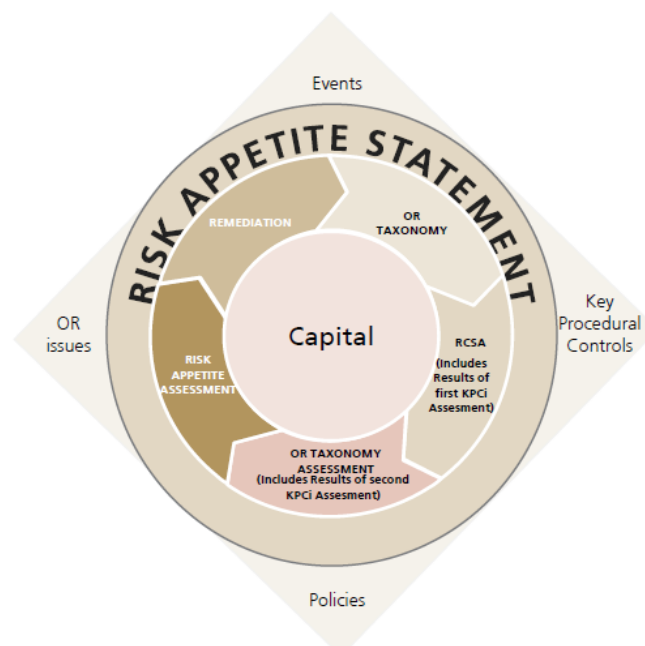 Events
RISK APPETITE STATEMENT
REMEDIATION
OR
TAXONOMY
OR
issues
Capital
Key
Procedural
Controls
RCSA
(Includes
Results of
first KPCi
Assesment)
RISK
APPETITE
ASSESSMENT
OR TAXONOMY
ASSESSMENT
(Includes Results of second
KPCi Assesment)
Policies